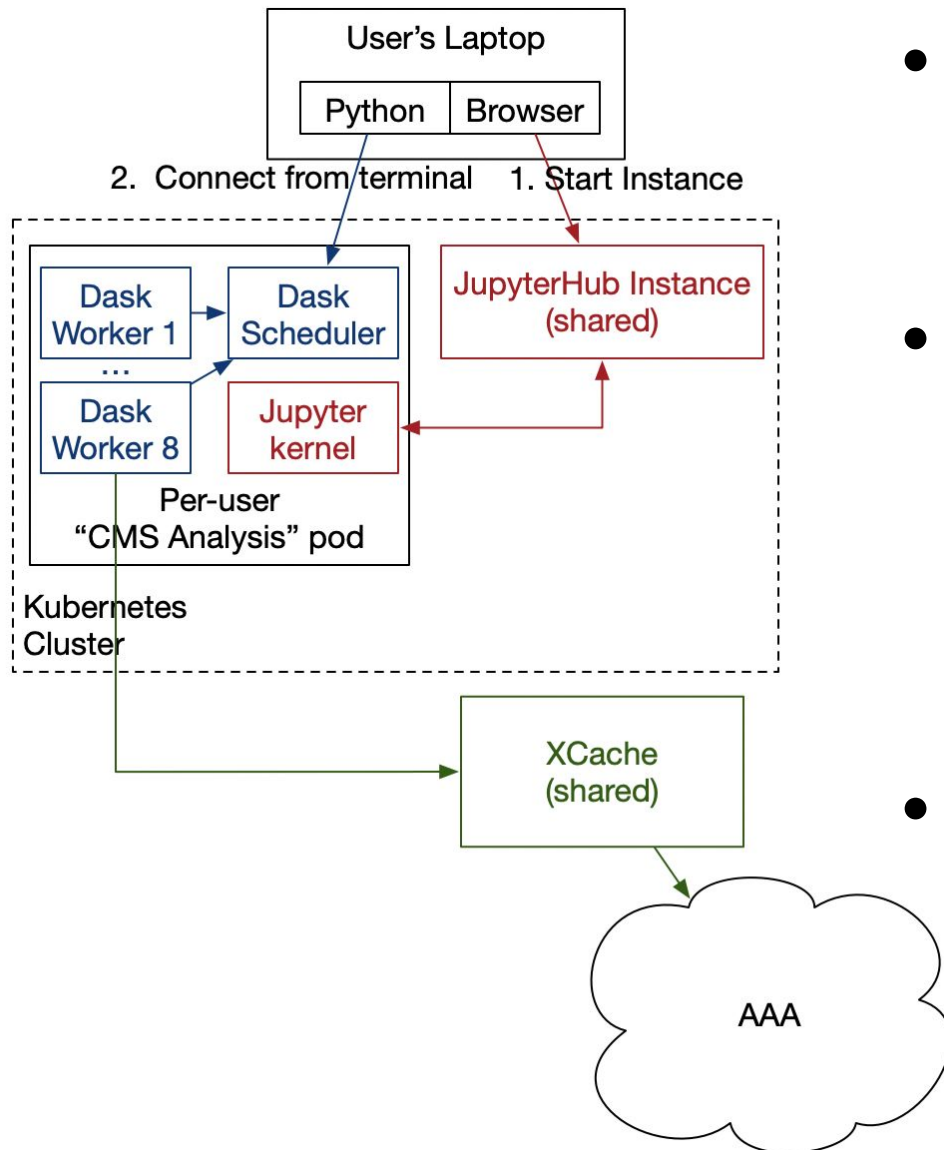 User’s Laptop
Python
Browser
2. Connect from terminal
1. Start Instance
Dask
Worker 1
Dask
Scheduler
JupyterHub Instance
(shared)
...
Dask
Worker 8
Jupyter
kernel
Per-user
“CMS Analysis” pod
Kubernetes
Cluster
XCache
(shared)
AAA